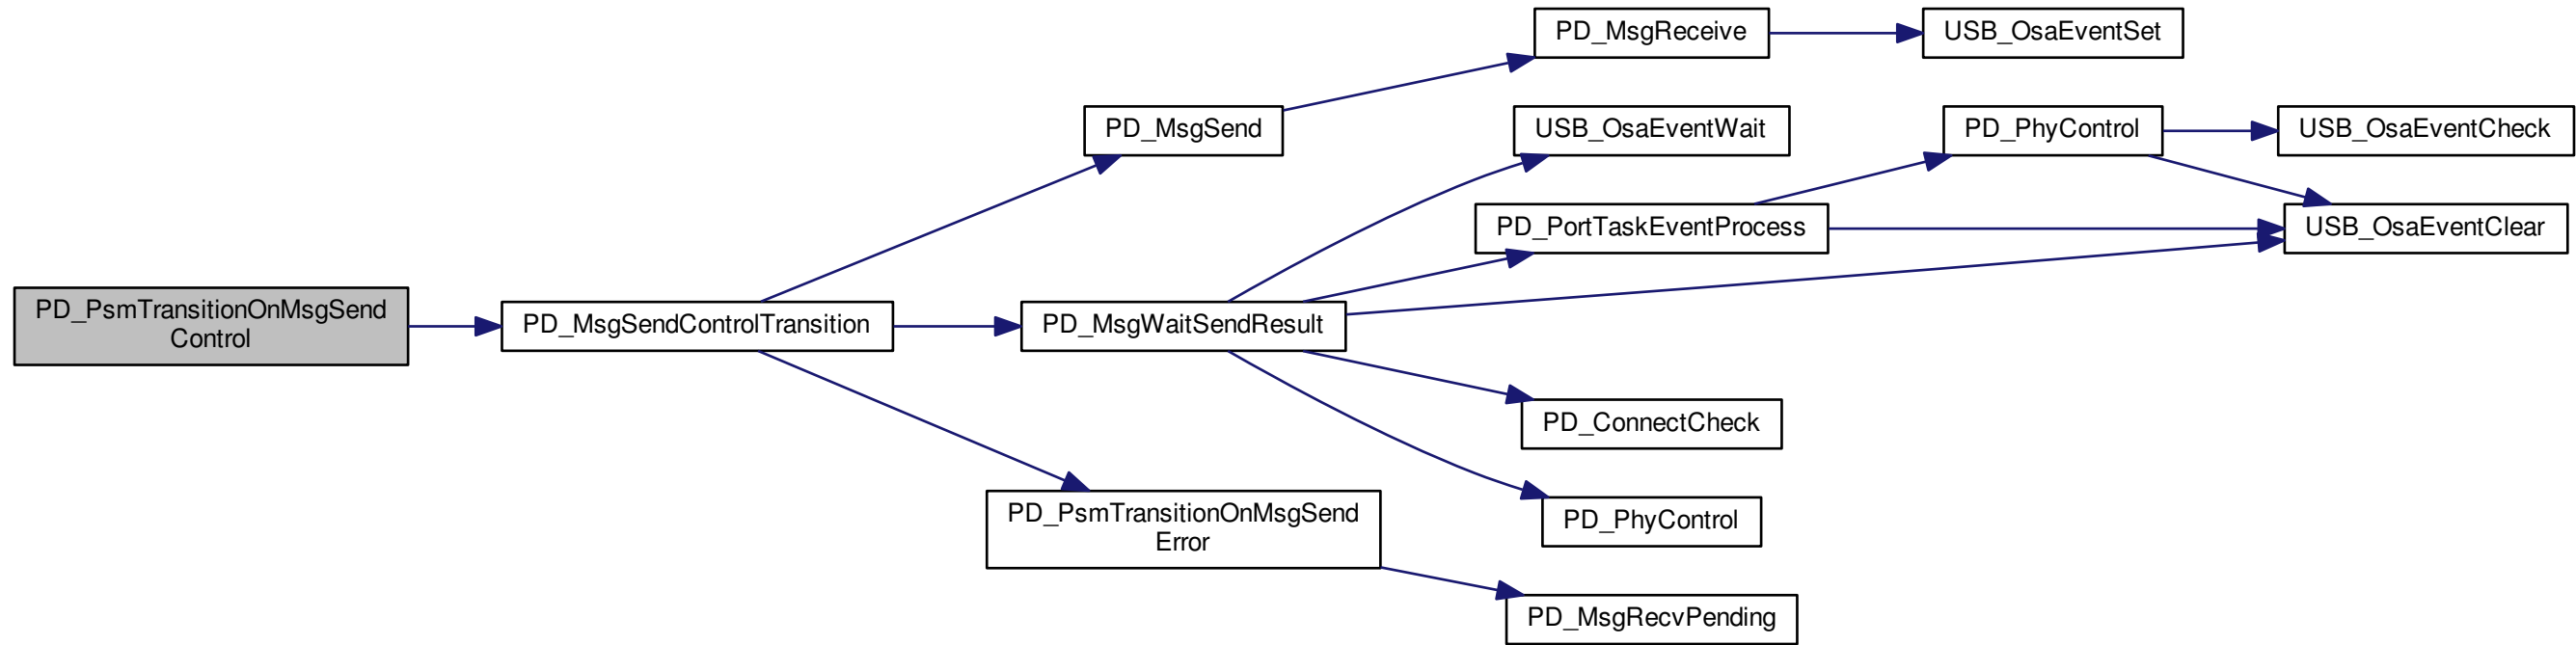 PD_MsgReceive
USB_OsaEventSet
PD_MsgSend
USB_OsaEventWait
PD_PhyControl
USB_OsaEventCheck
PD_PortTaskEventProcess
USB_OsaEventClear
PD_PsmTransitionOnMsgSend
Control
PD_MsgSendControlTransition
PD_MsgWaitSendResult
PD_ConnectCheck
PD_PsmTransitionOnMsgSend
Error
PD_PhyControl
PD_MsgRecvPending